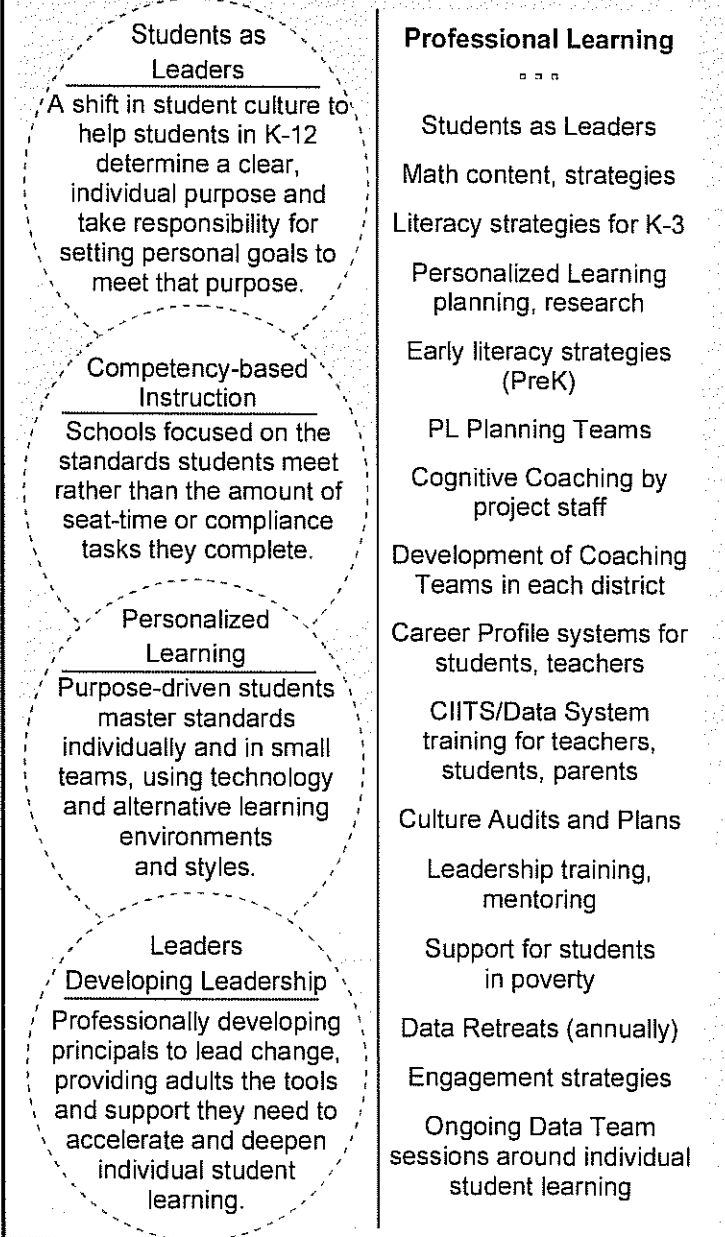 Students as
Leaders
A shift in student culture to
help students in K-12
determine a clear,
individual purpose and
take responsibility for
setting personal goals to
meet that purpose.
Competency-based
Instruction
Schools focused on the
standards students meet
rather than the amount of
seat-time or compliance
tasks they complete.
Personalized
Learning
Purpose-driven students
master standards
individually and in small
teams, using technology
and alternative learning
environments
and styles.
Leaders
Developing Leadership
Professionally developing
principals to lead change,
providing adults the tools
and support they need to
accelerate and deepen
individual student
learning.
Professional Learning
Students as Leaders
Math content, strategies
Literacy strategies for K-3
Personalized Learning
planning, research
Early literacy strategies
(PreK)
PL Planning Teams
Cognitive Coaching by
project staff
Development of Coaching
Teams in each district
Career Profile systems for
students, teachers
CIITS/Data System
training for teachers,
students, parents
Culture Audits and Plans
Leadership training,
mentoring
Support for students
in poverty
Data Retreats (annually)
Engagement strategies
Ongoing Data Team
sessions around individual
student learning